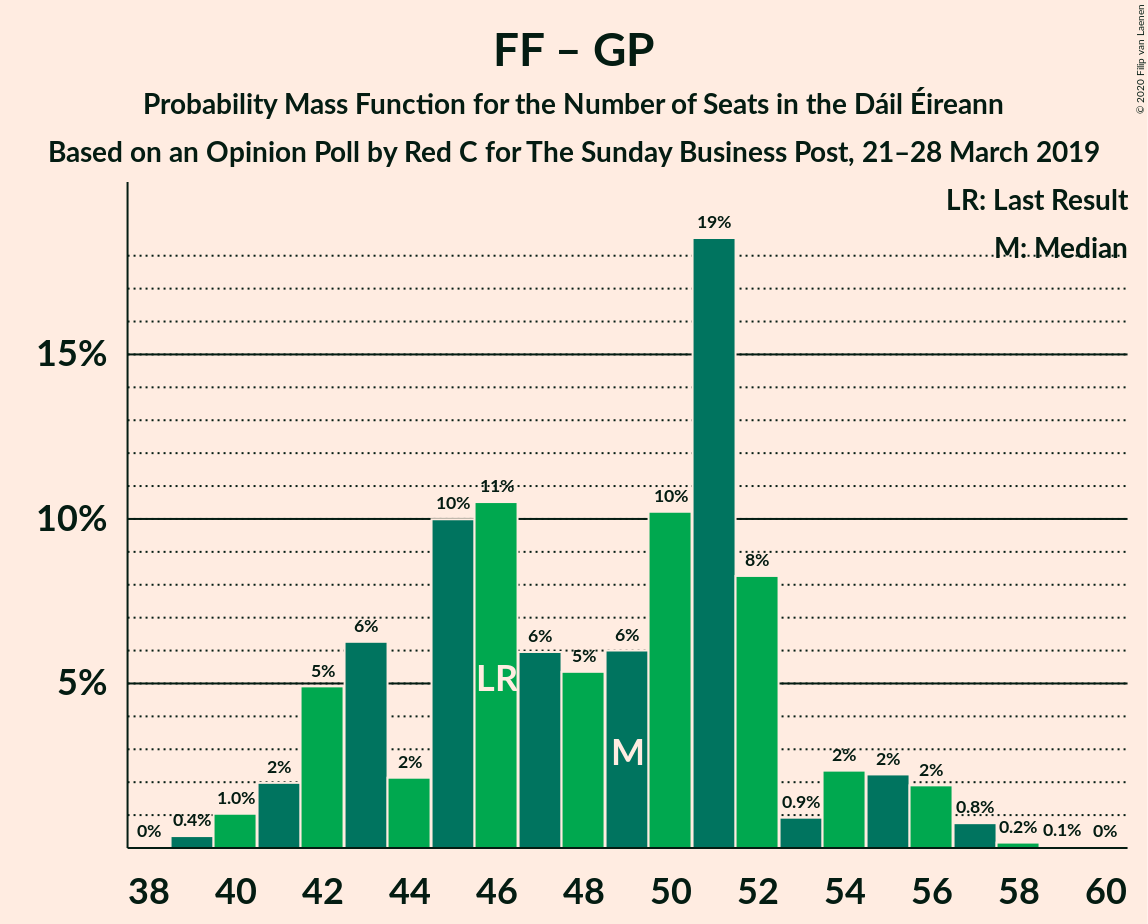 FF – GP
Probability Mass Function for the Number of Seats in the Dáil Éireann
Based on an Opinion Poll by Red C for The Sunday Business Post, 21–28 March 2019
© 2020 Filip van Laenen
LR: Last Result
M: Median
15%
10%
5%
0%
0.4%
1.0%
2%
5%
6%
2%
10%
11%
6%
5%
6%
10%
19%
8%
0.9%
2%
2%
2%
0.8%
0.2%
0.1%
0%
LR
M
38 40 42 44 46 48 50 52 54 56 58 60